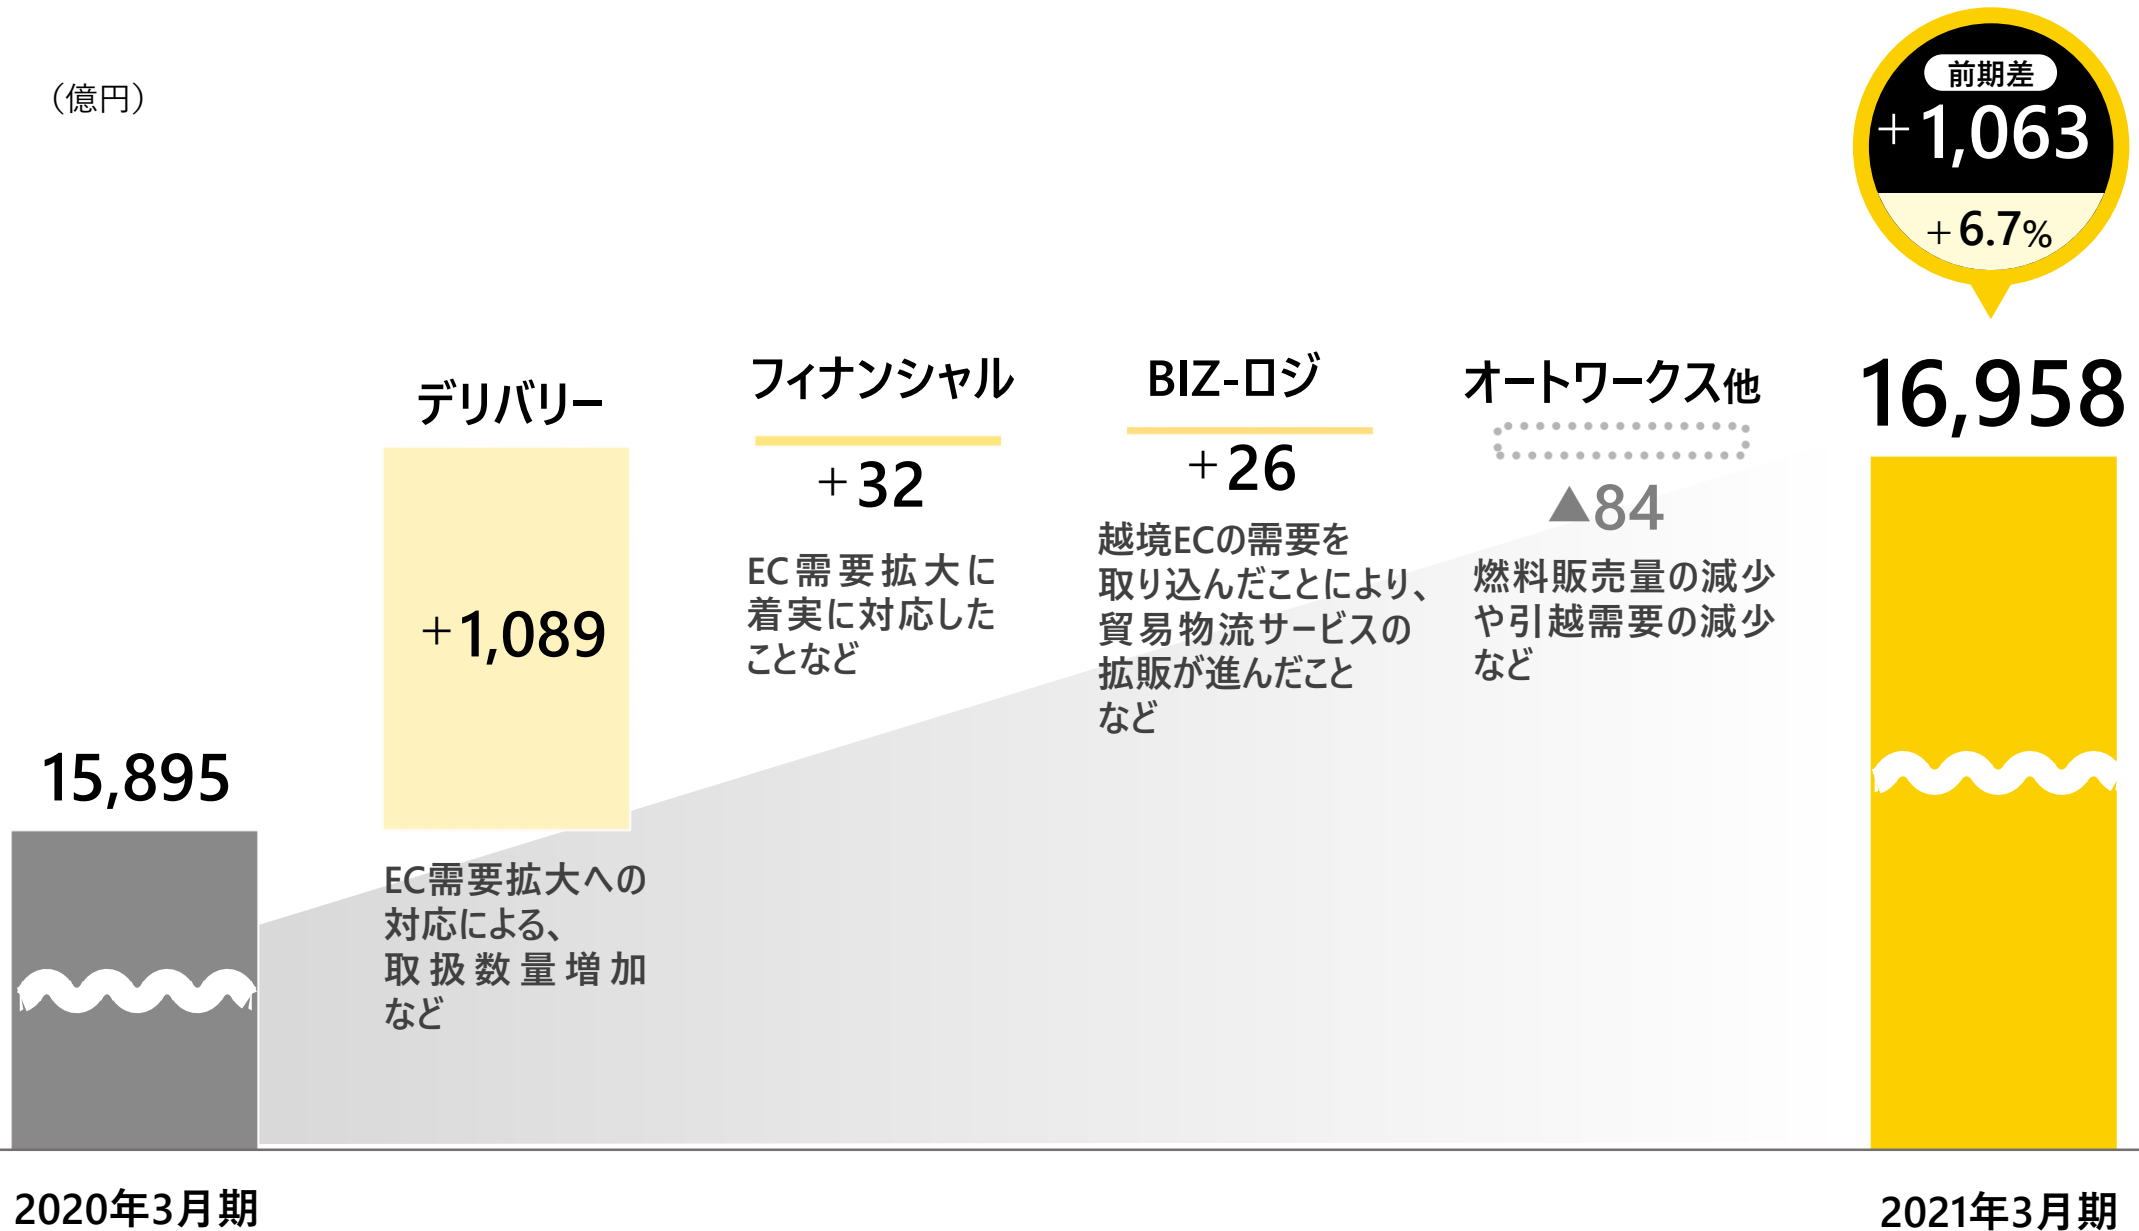 （億円）
前期差
+1,063
+6.7%
デリバリー
+1,089
EC需要拡大への
対応による、
取扱数量増加
など
フィナンシャル
+32
EC需要拡大に
着実に対応した
ことなど
BIZ-ロジ
+26
越境ECの需要を
取り込んだことにより、
貿易物流サービスの
拡販が進んだこと
など
オートワークス他
▲84
燃料販売量の減少
や引越需要の減少
など
15,895
16,958
2020年3月期
2021年3月期